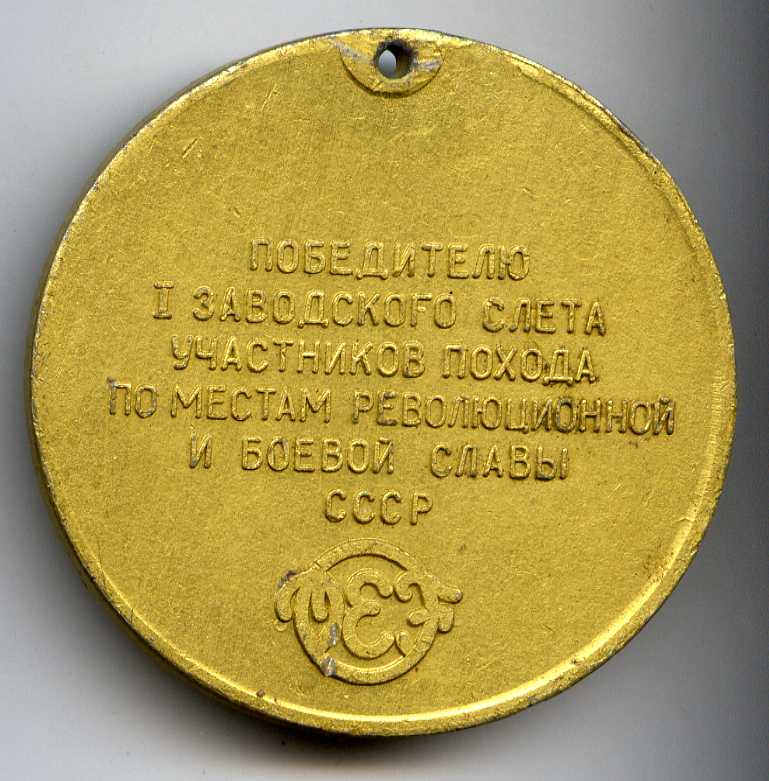 ПОБЕДИТЕЛЮ
I ЗАВОДСКОГО СЛЕТА
УЧАСТНИКОВ ПОХОДА
ПО МЕСТАМ РЕВОЛЮЦИОННОЙ
И БОЕВОЙ СЛАВЫ
СССР